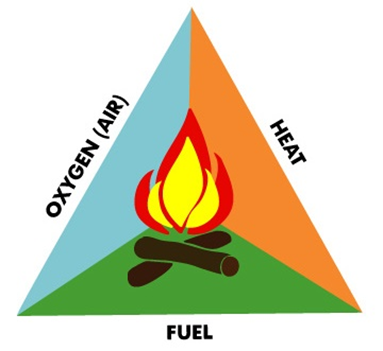 OXYGEN (AIR)
HEAT
FUEL